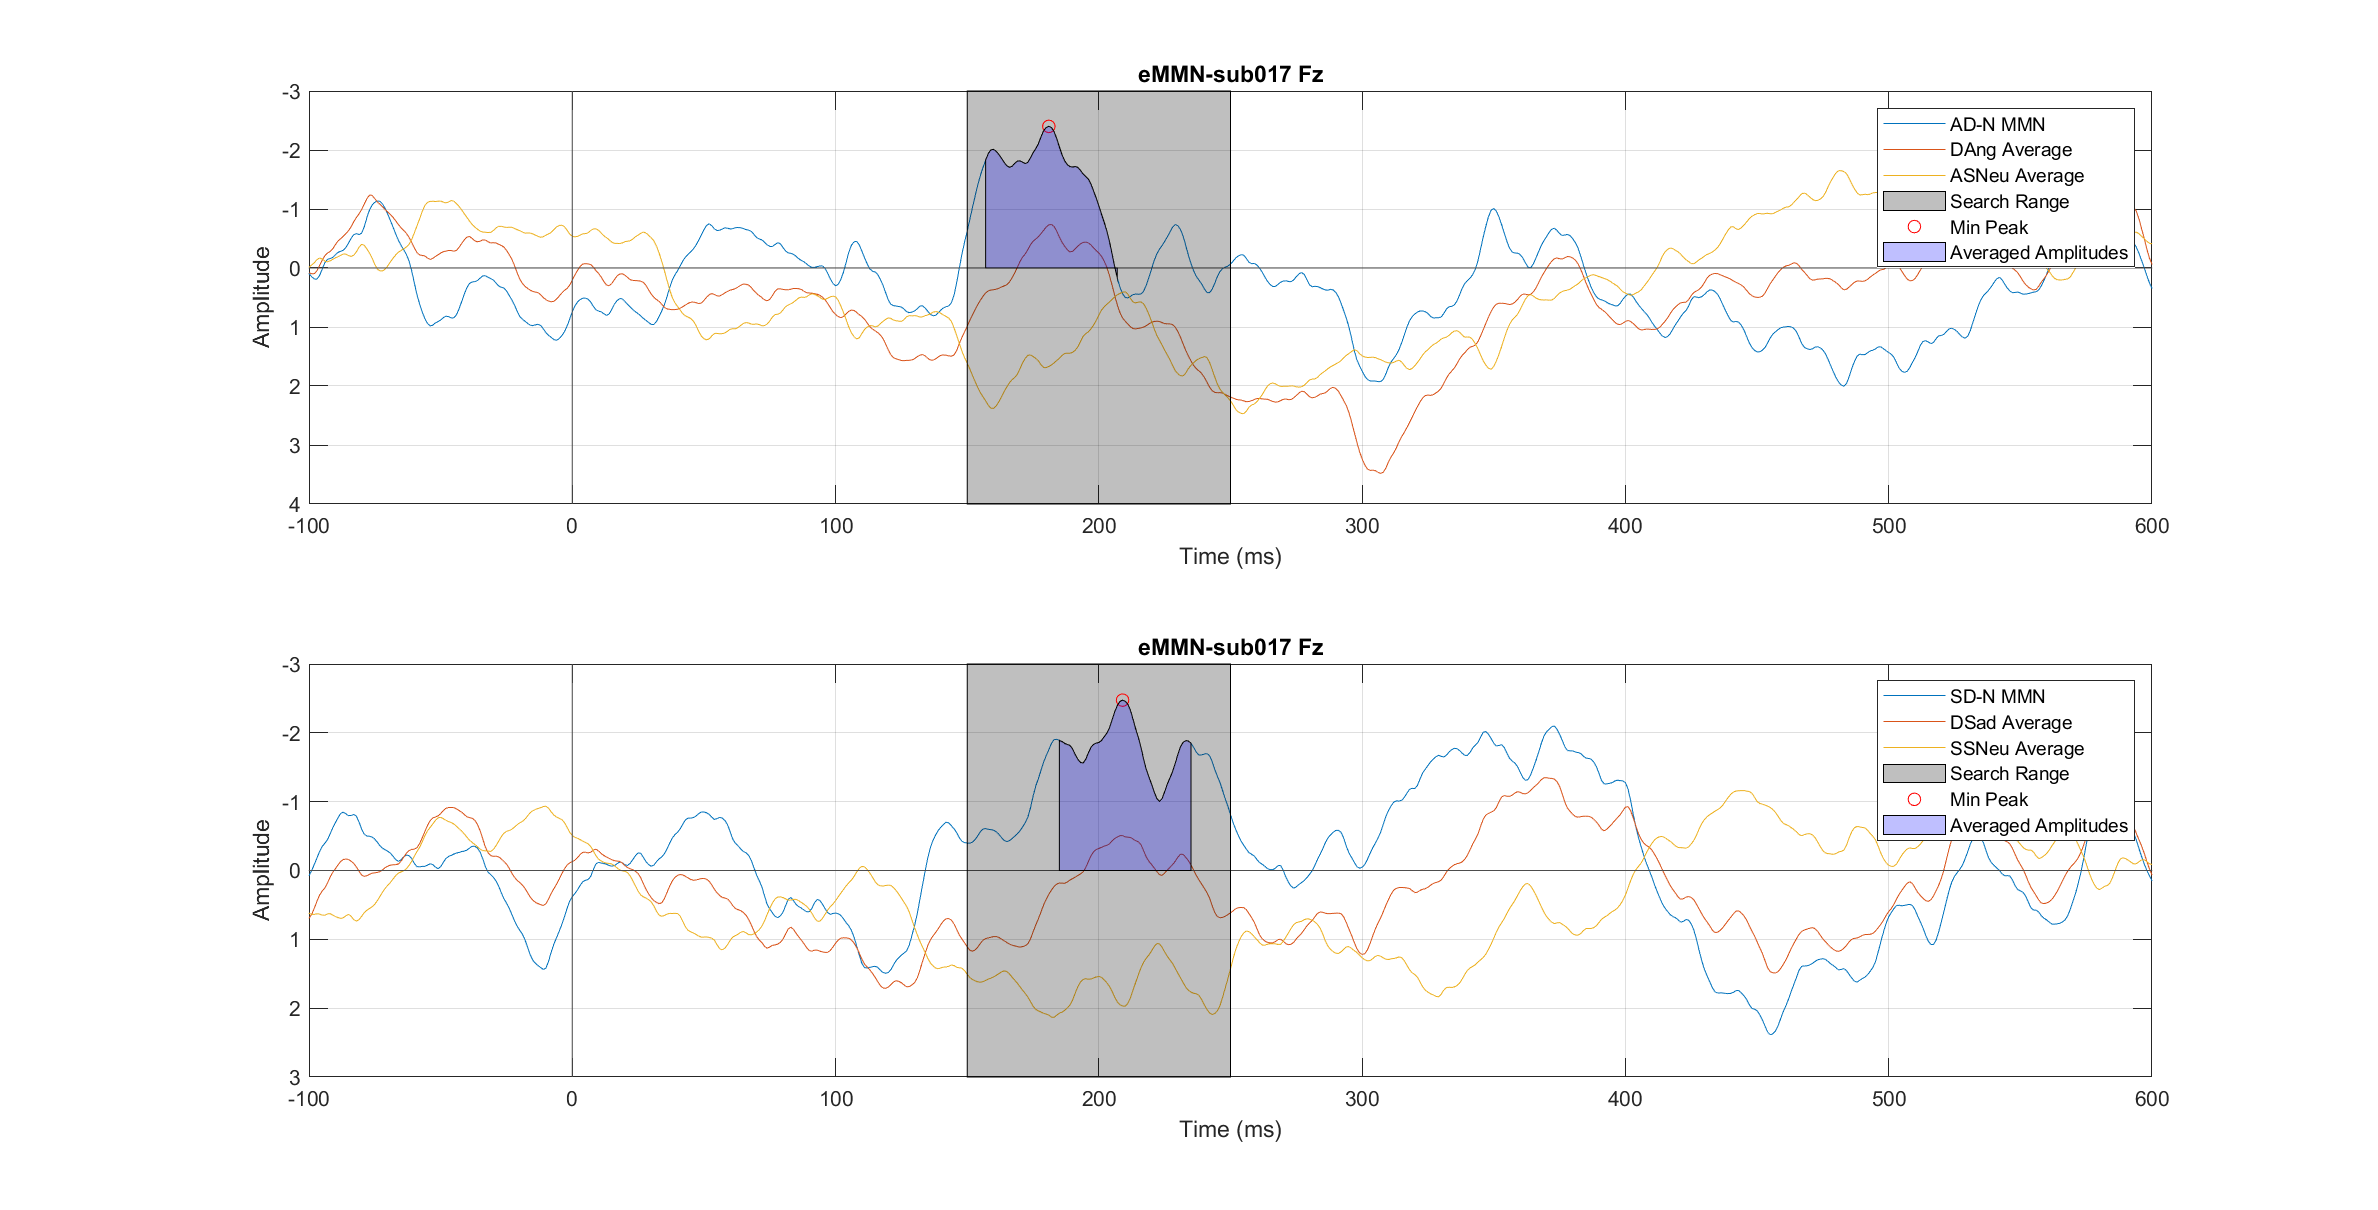 eMMN-sub017 Fz
-3
-2
-1
0
1
2
3
4
Amplitude
-100 0 100 200 300 400 500 600
Time (ms)
AD-N MMN
DAng Average
ASNeu Average
Search Range
Min Peak
Averaged Amplitudes
eMMN-sub017 Fz
-3
-2
-1
0
1
2
3
Amplitude
-100 0 100 200 300 400 500 600
Time (ms)
SD-N MMN
DSad Average
SSNeu Average
Search Range
Min Peak
Averaged Amplitudes